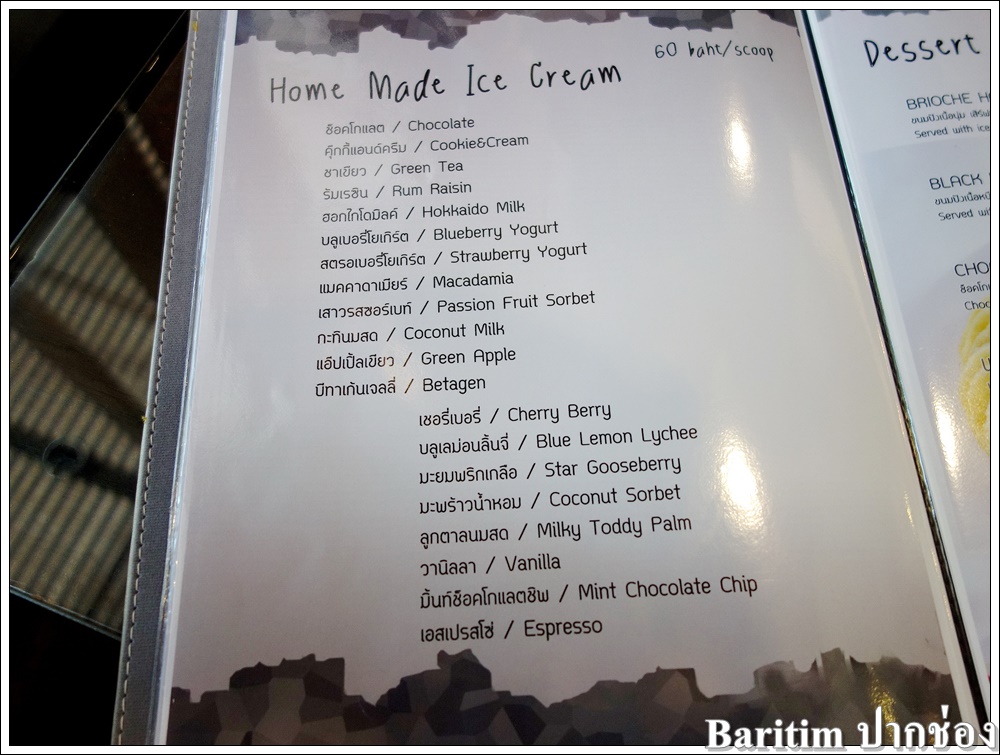 Home Made Ice Cream
60 baht/scoop
ช็อคโกแลต / Chocolate
คุ๊กกี้แอนด์ครีม / Cookie&Cream
ชาเขียว / Green Tea
รัมเรซิน / Rum Raisin
ฮอกไกโดมิลค์ / Hokkaido Milk
บลูเบอรี่โยเกิร์ต / Blueberry Yogurt
สตรอเบอรี่โยเกิร์ต / Strawberry Yogurt
แมคคาดาเมียร์ / Macadamia
เสาวรสซอร์เบท์ / Passion Fruit Sorbet
กะทินมสด / Coconut Milk
แอ๊ปเปิ้ลเขียว / Green Apple
บีทาเก้นเจลลี่ / Betagen
เชอรี่เบอรี่ / Cherry Berry
บลูเลม่อนลิ้นจี่ / Blue Lemon Lychee
มะยมพริกเกลือ / Star Gooseberry
มะพร้าวน้ำหอม / Coconut Sorbet
ลูกตาลนมสด / Milky Toddy Palm
วานิลลา / Vanilla
มิ้นท์ช็อคโกแลตชิพ / Mint Chocolate Chip
เอสเปรสโซ่ / Espresso
Dessert
BRIOCHE
Served with ice
BLACK
Served
Baritim ปากช่อง